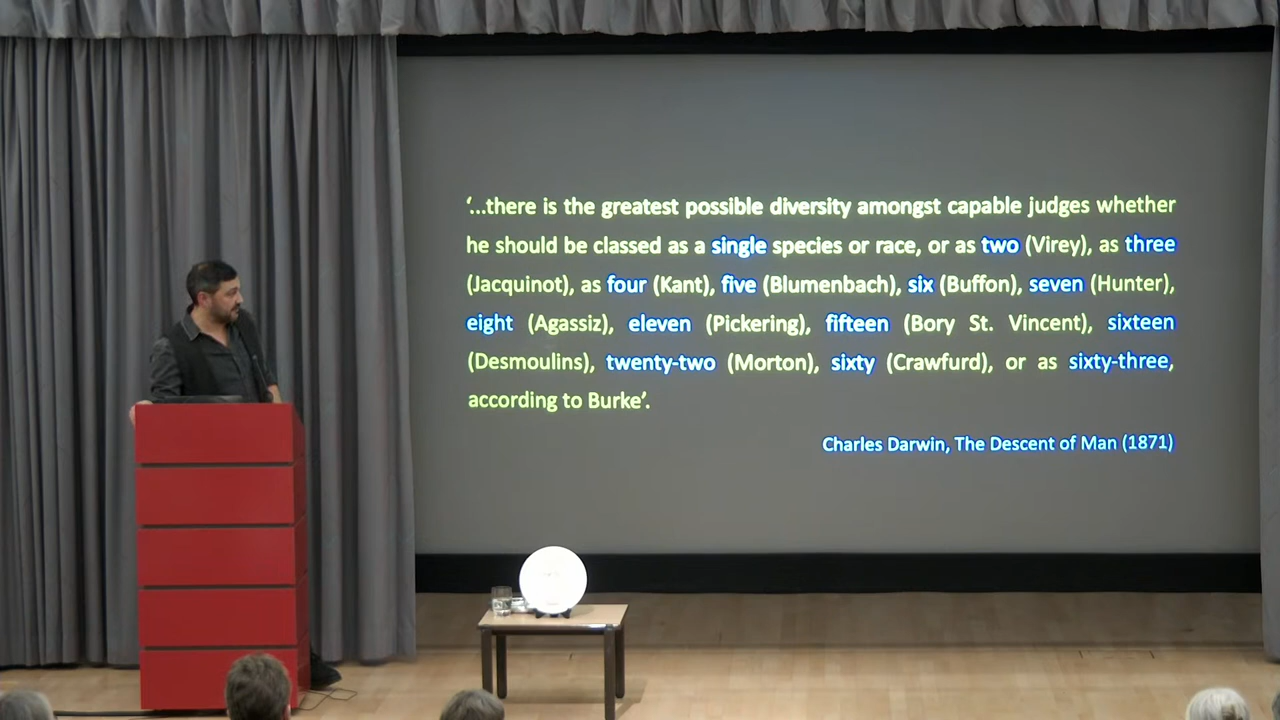 ‘...there is the greatest possible diversity amongst capable judges whether
he should be classed as a single species or race, or as two (Virey), as three
(Jacquinot), as four (Kant), five (Blumenbach), six (Buffon), seven (Hunter),
eight (Agassiz), eleven (Pickering), fifteen (Bory St. Vincent), sixteen
(Desmoulins), twenty-two (Morton), sixty (Crawfurd), or as sixty-three,
according to Burke’.
Charles Darwin, The Descent of Man (1871)